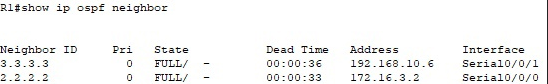 R1#show ip ospf neighbor
Neighbor ID Pri State Dead Time Address Interface
3.3.3.3 0 FULL/ - 00:00:36 192.168.10.6 Serial0/0/1
2.2.2.2 0 FULL/ - 00:00:33 172.16.3.2 Serial0/0/0